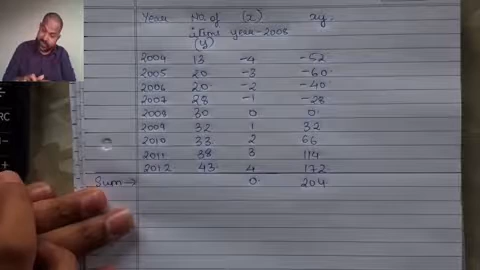 Year No. of (x) xy
items year-2008
(y)
2004 13 -4 -52
2005 20 -3 -60
2006 20 -2 -40
2007 28 -1 -28
2008 30 0 0
2009 32 1 32
2010 33 2 66
2011 38 3 114
2012 43 4 172
Sum→ 0 204
RC